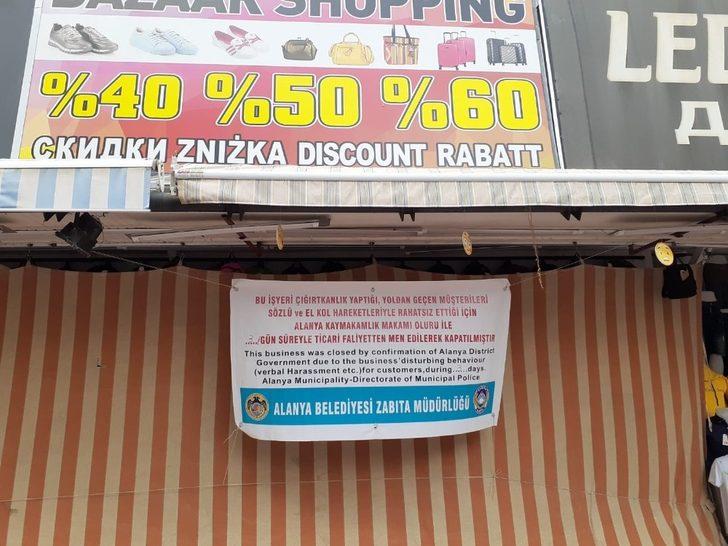 BAZAAR SHOPPING
%40 %50 %60
СКИДКИ ZNIŻKA DISCOUNT RABATT
LED
Д
BU İŞYERİ ÇIĞIRTKANLIK YAPTIĞI, YOLDAN GEÇEN MÜŞTERİLERİ
SÖZLÜ ve EL KOL HAREKETLERİYLE RAHATSIZ ETTİĞİ İÇİN
ALANYA KAYMAKAMLIK MAKAMI OLURU İLE
..../GÜN SÜREYLE TİCARİ FALİYETTEN MEN EDİLEREK KAPATILMIŞTIR
This business was closed by confirmation of Alanya District
Government due to the business'disturbing behaviour
(verbal Harassment etc.)for customers,during......days.
Alanya Municipality-Directorate of Municipal Police
ALANYA BELEDİYESİ ZABITA MÜDÜRLÜĞÜ